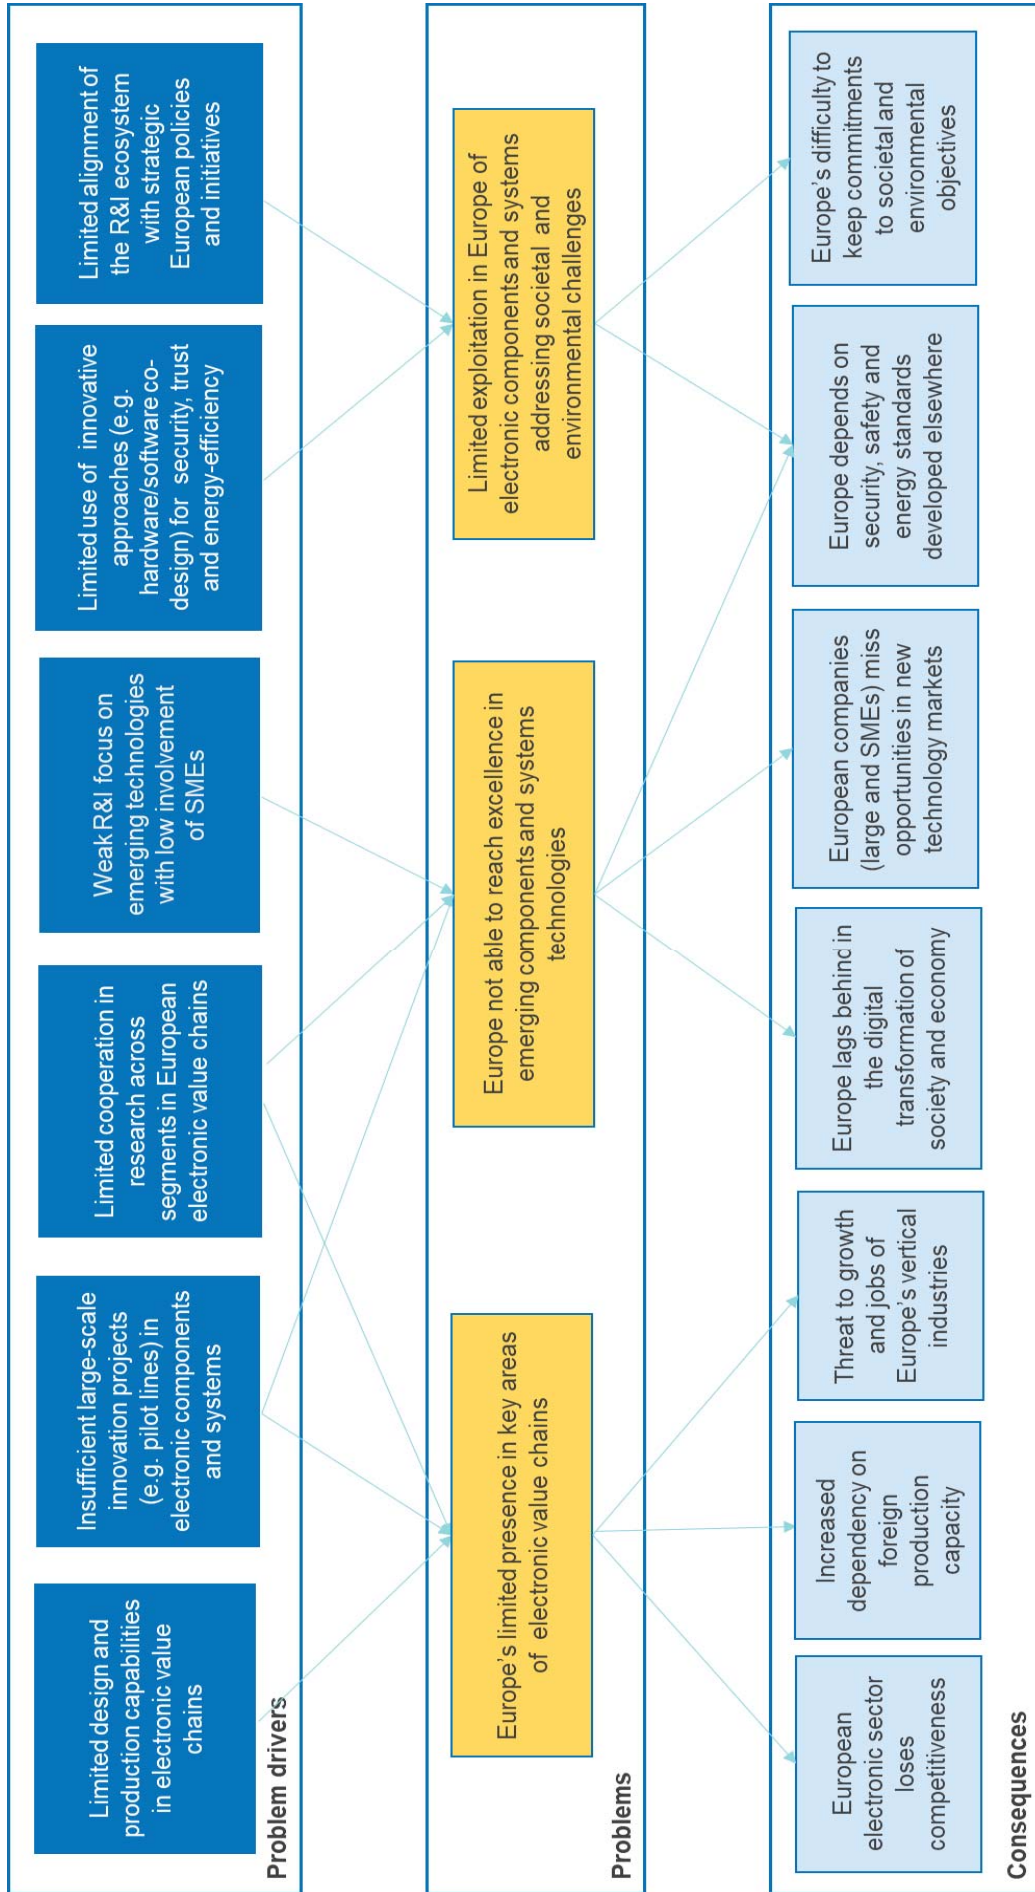 Limited design and
production capabilities
in electronic value
chains
Insufficient large-scale
innovation projects
(e.g. pilot lines) in
electronic components
and systems
Limited cooperation in
research across
segments in European
electronic value chains
Weak R&I focus on
emerging technologies
with low involvement
of SMEs
Limited use of innovative
approaches (e.g.
hardware/software co-
design) for security, trust
and energy-efficiency
Limited alignment of
the R&I ecosystem
with strategic
European policies
and initiatives
Problem drivers
Europe's limited presence in key areas
of electronic value chains
Europe not able to reach excellence in
emerging components and systems
technologies
Limited exploitation in Europe of
electronic components and systems
addressing societal and
environmental challenges
Problems
European
electronic sector
loses
competitiveness
Increased
dependency on
foreign
production
capacity
Threat to growth
and jobs of
Europe's vertical
industries
Europe lags behind in
the digital
transformation of
society and economy
European companies
(large and SMEs) miss
opportunities in new
technology markets
Europe depends on
security, safety and
energy standards
developed elsewhere
Europe's difficulty to
keep commitments
to societal and
environmental
objectives
Consequences